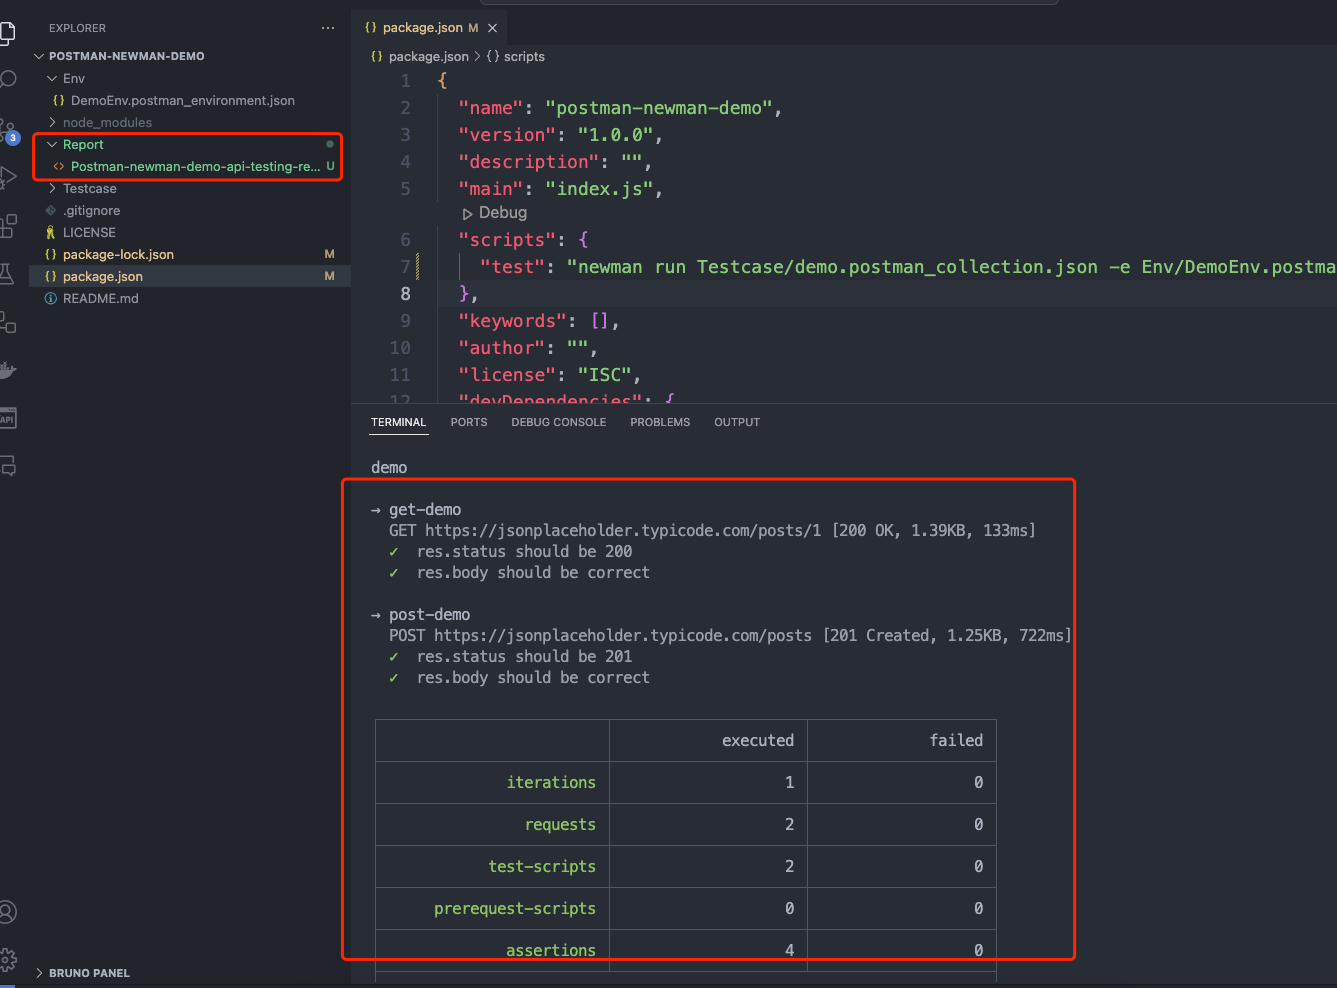 EXPLORER
···
POSTMAN-NEWMAN-DEMO
Env
{} DemoEnv.postman_environment.json
node_modules
3
Report
<> Postman-newman-demo-api-testing-re... U
Testcase
.gitignore
LICENSE
{} package-lock.json M
{} package.json M
README.md
API
BRUNO PANEL
{} package.json M
{} package.json > {} scripts
1 {
2 "name": "postman-newman-demo",
3 "version": "1.0.0",
4 "description": "",
5 "main": "index.js",
Debug
6 "scripts": {
7 "test": "newman run Testcase/demo.postman_collection.json -e Env/DemoEnv.postma
8 },
9 "keywords": [],
10 "author": "",
11 "license": "ISC",
12 "devDependencies": {
TERMINAL PORTS DEBUG CONSOLE PROBLEMS OUTPUT
demo
→ get-demo
GET https://jsonplaceholder.typicode.com/posts/1 [200 OK, 1.39KB, 133ms]
✓ res.status should be 200
✓ res.body should be correct
→ post-demo
POST https://jsonplaceholder.typicode.com/posts [201 Created, 1.25KB, 722ms]
✓ res.status should be 201
✓ res.body should be correct
executed failed
iterations 1 0
requests 2 0
test-scripts 2 0
prerequest-scripts 0 0
assertions 4 0